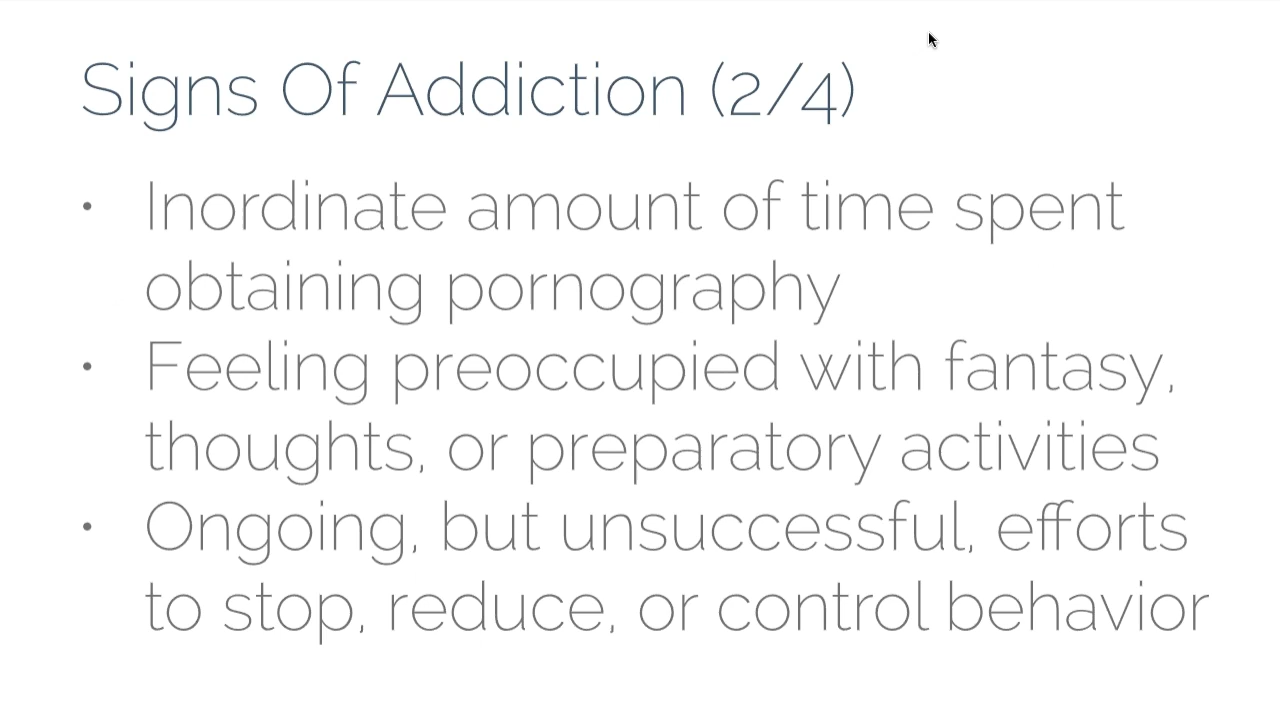 Signs Of Addiction (2/4)
• Inordinate amount of time spent
obtaining pornography
• Feeling preoccupied with fantasy,
thoughts, or preparatory activities
• Ongoing, but unsuccessful, efforts
to stop, reduce, or control behavior